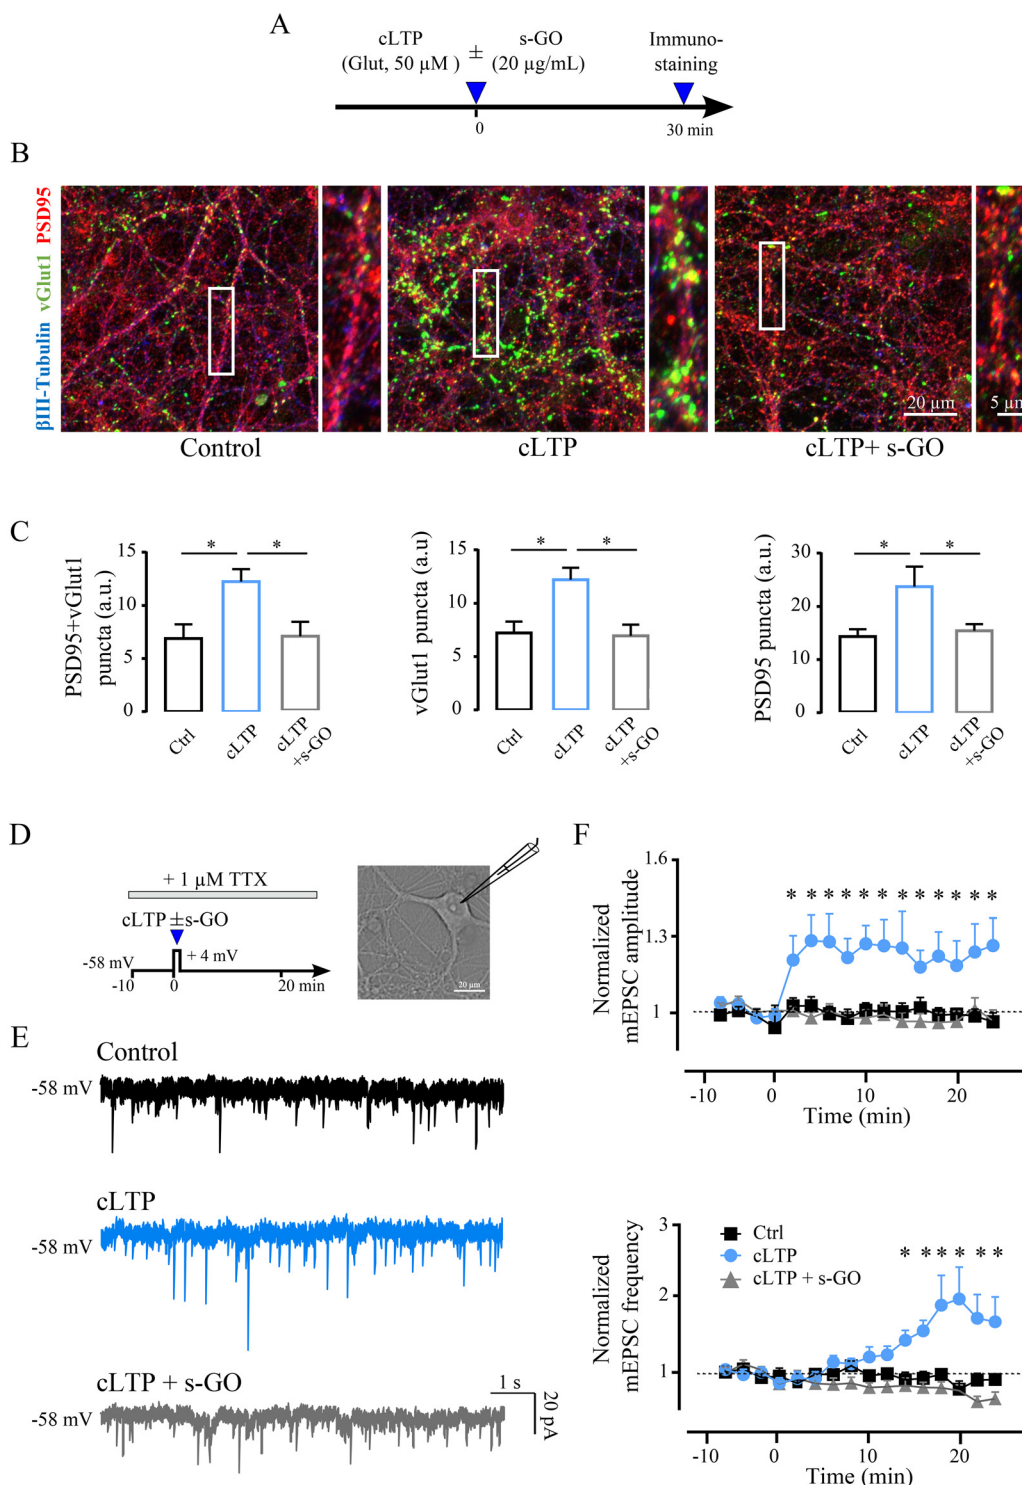 A
cLTP ± s-GO Immuno-
(Glut, 50 µM ) (20 µg/mL) staining
0 30 min
B
βIII-Tubulin vGlut1 PSD95
20 µm 5 µm
Control cLTP cLTP+ s-GO
C
PSD95+vGlut1
puncta (a.u.)
15
10
5
0
* *
Ctrl
cLTP
cLTP
+s-GO
vGlut1 puncta (a.u)
15
10
5
0
* *
Ctrl
cLTP
cLTP
+s-GO
PSD95 puncta (a.u.)
30
20
10
0
* *
Ctrl
cLTP
cLTP
+s-GO
D
+ 1 µM TTX
cLTP ±s-GO
-58 mV + 4 mV
-10 0 20 min
20 µm
E
Control
-58 mV
cLTP
-58 mV
cLTP + s-GO
-58 mV
1 s
20 pA
F
Normalized
mEPSC amplitude
1.6
1.3
1
* * * * * * * * * * * *
-10 0 10 20
Time (min)
Normalized
mEPSC frequency
3
2
1
Ctrl
cLTP
cLTP + s-GO
* * * * * *
-10 0 10 20
Time (min)